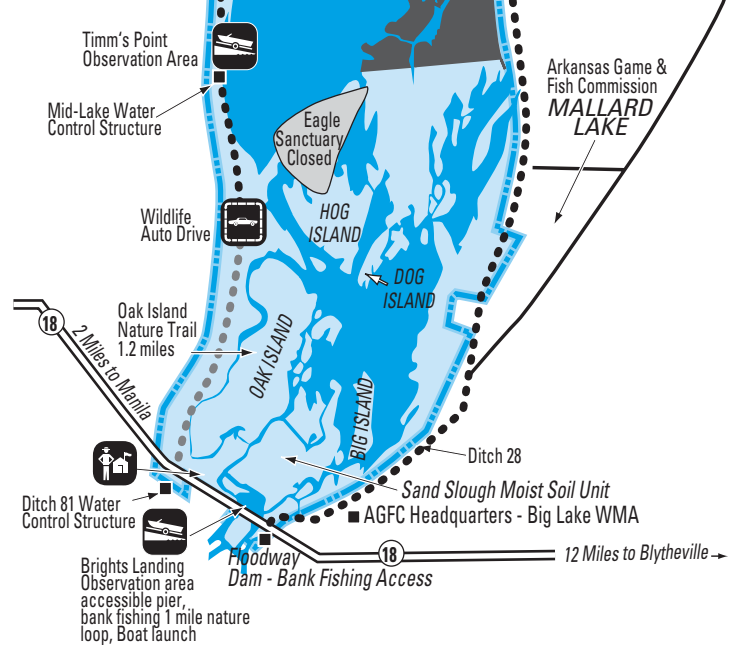 Timm's Point
Observation Area
Mid-Lake Water
Control Structure
Arkansas Game &
Fish Commission
MALLARD
LAKE
Eagle
Sanctuary
Closed
HOG
ISLAND
Wildlife
Auto Drive
DOG
ISLAND
Oak Island
Nature Trail
1.2 miles
18
2 Miles to Manila
OAK ISLAND
BIG ISLAND
Ditch 28
Sand Slough Moist Soil Unit
Ditch 81 Water
Control Structure
AGFC Headquarters - Big Lake WMA
Floodway
Dam - Bank Fishing Access
18
12 Miles to Blytheville
Brights Landing
Observation area
accessible pier,
bank fishing 1 mile nature
loop, Boat launch